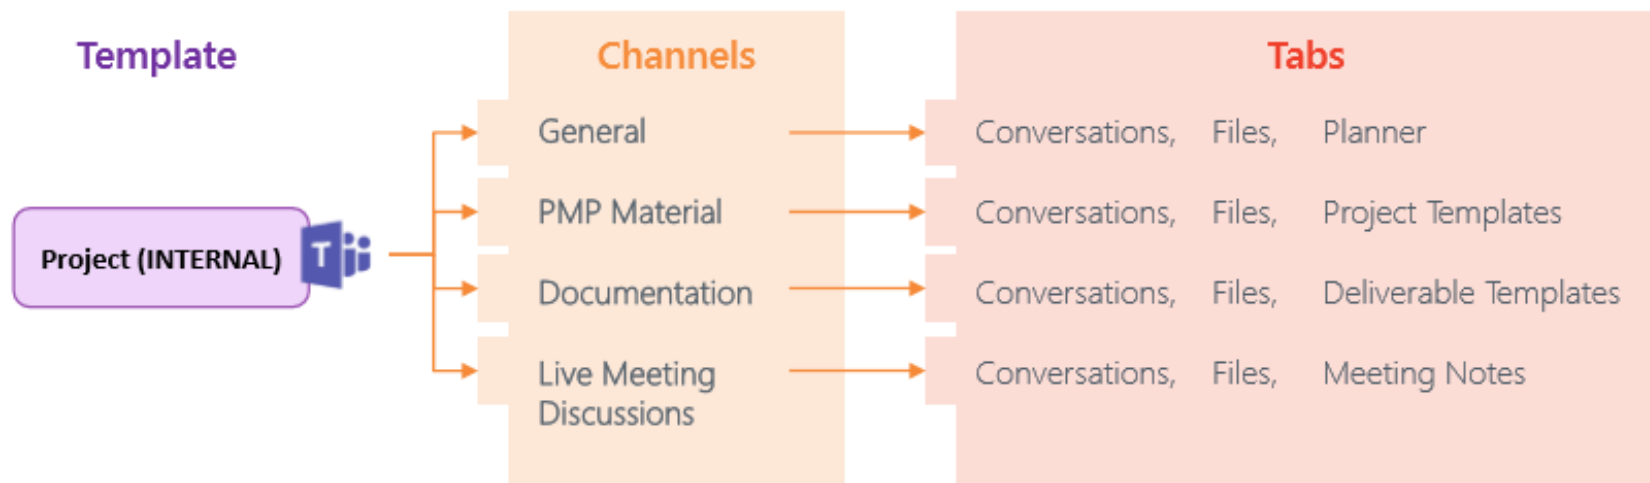 Template Channels Tabs
General Conversations, Files, Planner
PMP Material Conversations, Files, Project Templates
Project (INTERNAL) T
Documentation Conversations, Files, Deliverable Templates
Live Meeting Conversations, Files, Meeting Notes
Discussions